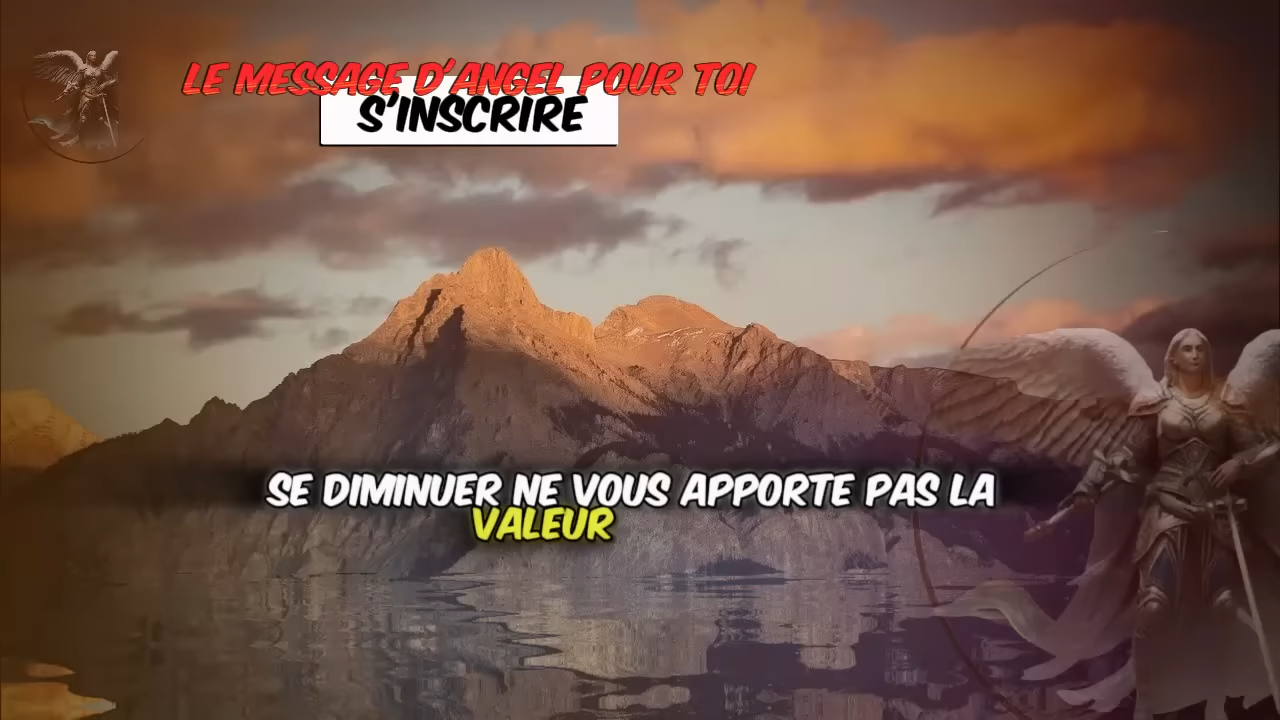 LE MESSAGE D'ANGEL POUR TOI
S'INSCRIRE
SE DIMINUER NE VOUS APPORTE PAS LA
VALEUR